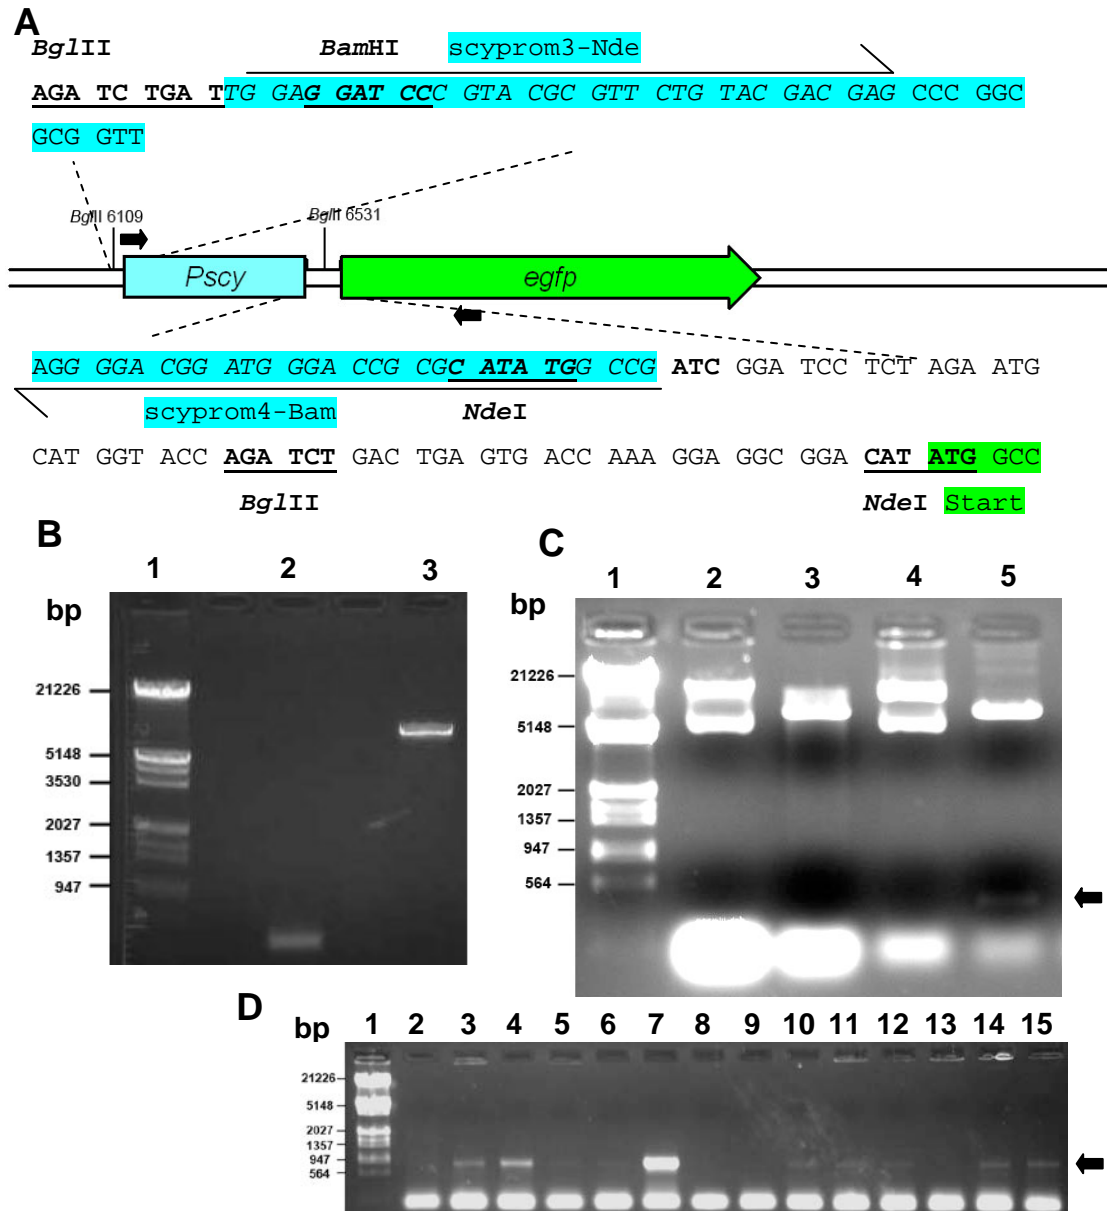 A
BglII BamHI scyprom3-Nde
AGA TC TGA TTG GAG GAT CCC GTA CGC GTT CTG TAC GAC GAG CCC GGC
GCG GTT
BglII 6109 BglII 6531
Pscy egfp
AGG GGA CGG ATG GGA CCG CGC ATA TGG CCG ATC GGA TCC TCT AGA ATG
scyprom4-Bam NdeI
CAT GGT ACC AGA TCT GAC TGA GTG ACC AAA GGA GGC GGA CAT ATG GCC
BglII NdeI Start
B
1 2 3
bp
21226
5148
3530
2027
1357
947
C
1 2 3 4 5
bp
21226
5148
2027
1357
947
564
D
bp 1 2 3 4 5 6 7 8 9 10 11 12 13 14 15
21226
5148
2027
1357
947
564